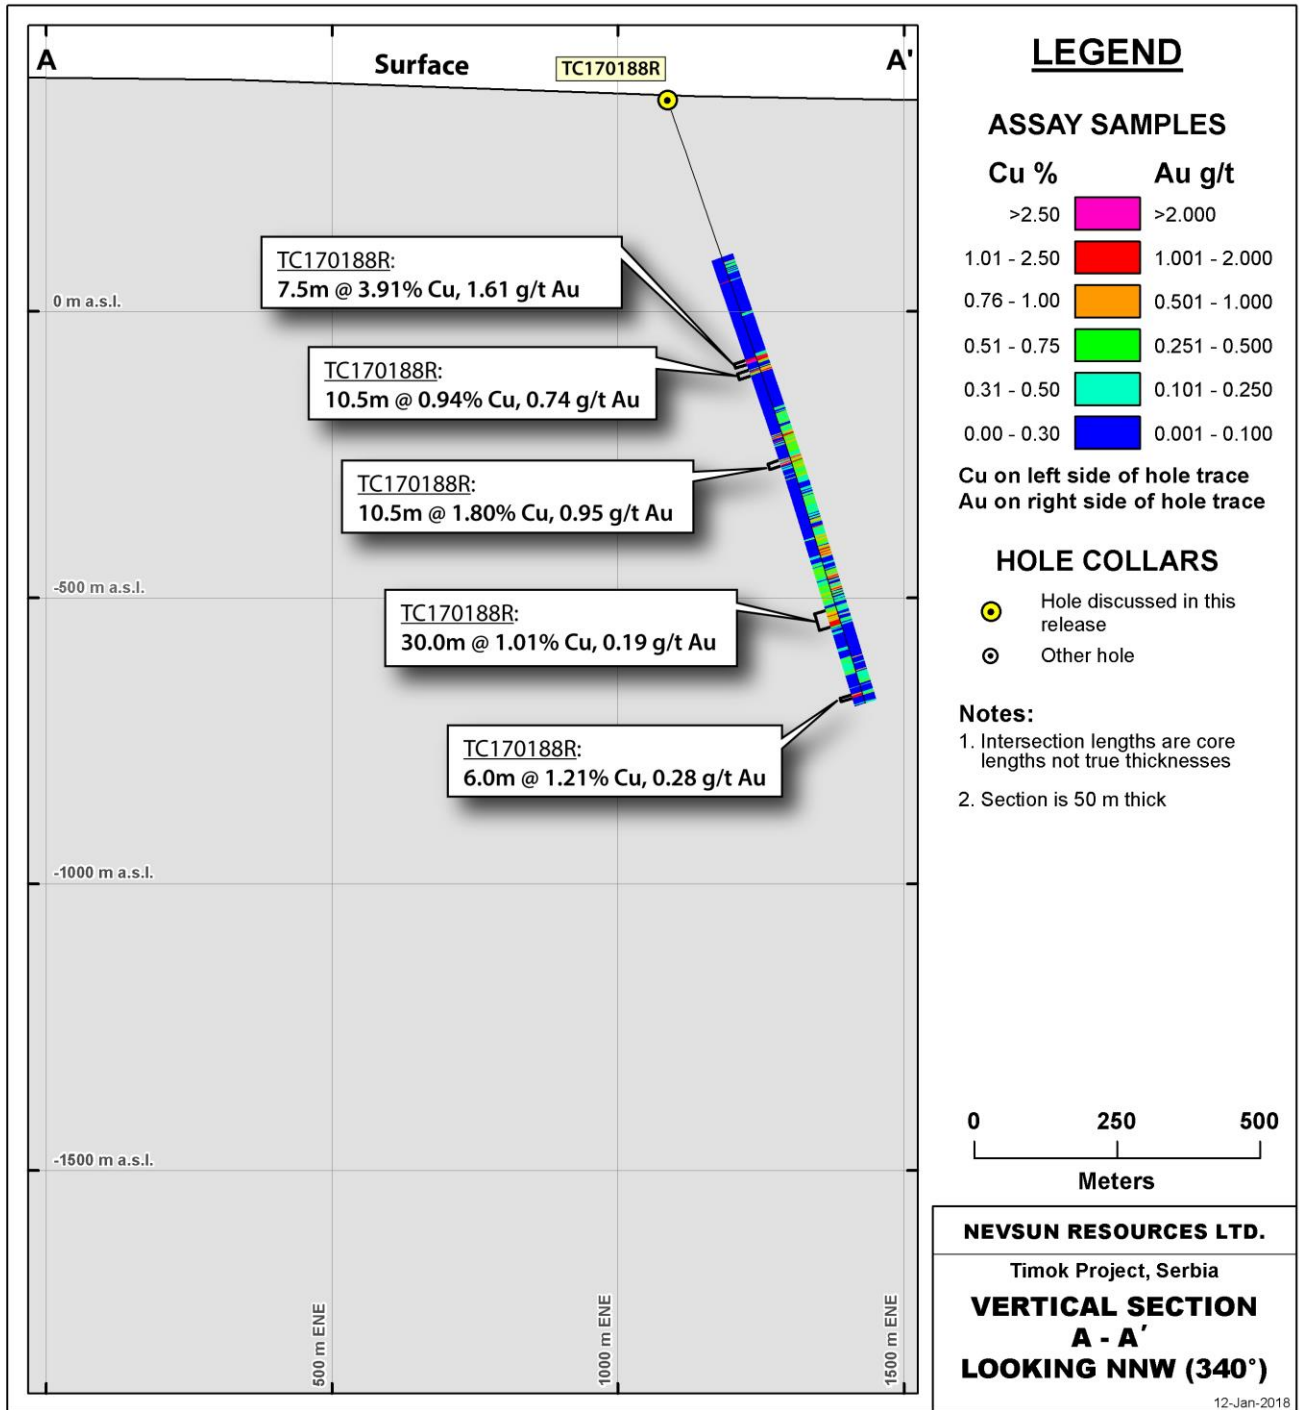 A
Surface
TC170188R
A'
TC170188R:
7.5m @ 3.91% Cu, 1.61 g/t Au
0 m a.s.l.
TC170188R:
10.5m @ 0.94% Cu, 0.74 g/t Au
TC170188R:
10.5m @ 1.80% Cu, 0.95 g/t Au
-500 m a.s.l.
TC170188R:
30.0m @ 1.01% Cu, 0.19 g/t Au
TC170188R:
6.0m @ 1.21% Cu, 0.28 g/t Au
-1000 m a.s.l.
-1500 m a.s.l.
500 m ENE
1000 m ENE
1500 m ENE
LEGEND
ASSAY SAMPLES
Cu % Au g/t
>2.50 >2.000
1.01 - 2.50 1.001 - 2.000
0.76 - 1.00 0.501 - 1.000
0.51 - 0.75 0.251 - 0.500
0.31 - 0.50 0.101 - 0.250
0.00 - 0.30 0.001 - 0.100
Cu on left side of hole trace
Au on right side of hole trace
HOLE COLLARS
Hole discussed in this
release
Other hole
Notes:
1. Intersection lengths are core
lengths not true thicknesses
2. Section is 50 m thick
0 250 500
Meters
NEVSUN RESOURCES LTD.
Timok Project, Serbia
VERTICAL SECTION
A - A'
LOOKING NNW (340°)
12-Jan-2018